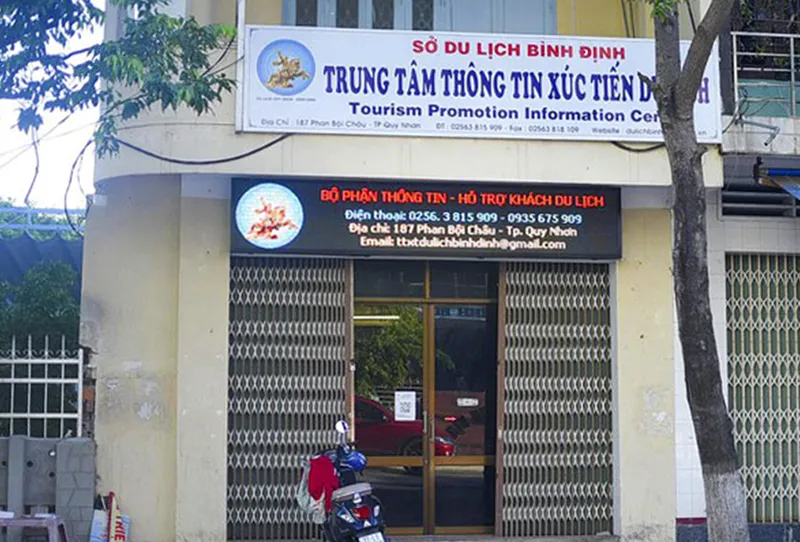 SỞ DU LỊCH BÌNH ĐỊNH
TRUNG TÂM THÔNG TIN XÚC TIẾN
Tourism Promotion Information
Địa Chỉ : 187 Phan Bội Châu - TP Quy Nhơn ĐT : 02563 815 909 - Fax : 02563 818 109 Website :
BỘ PHẬN THÔNG TIN - HỖ TRỢ KHÁCH DU LỊCH
Điện thoại: 0256. 3 815 909 - 0935 675 909
Địa chỉ: 187 Phan Bội Châu - Tp. Quy Nhơn
Email: ttxtdulichbinhdinh@gmail.com